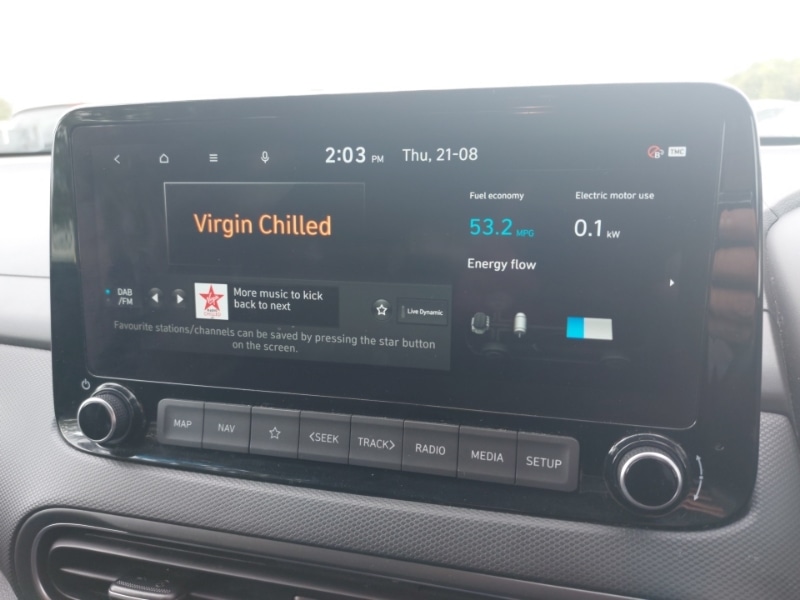 2:03 PM Thu, 21-08
TMC
Virgin Chilled
Fuel economy
53.2 MPG
Electric motor use
0.1 kW
Energy flow
DAB
/FM
More music to kick
back to next
Live Dynamic
Favourite stations/channels can be saved by pressing the star button
on the screen.
MAP
NAV
<SEEK
TRACK>
RADIO
MEDIA
SETUP